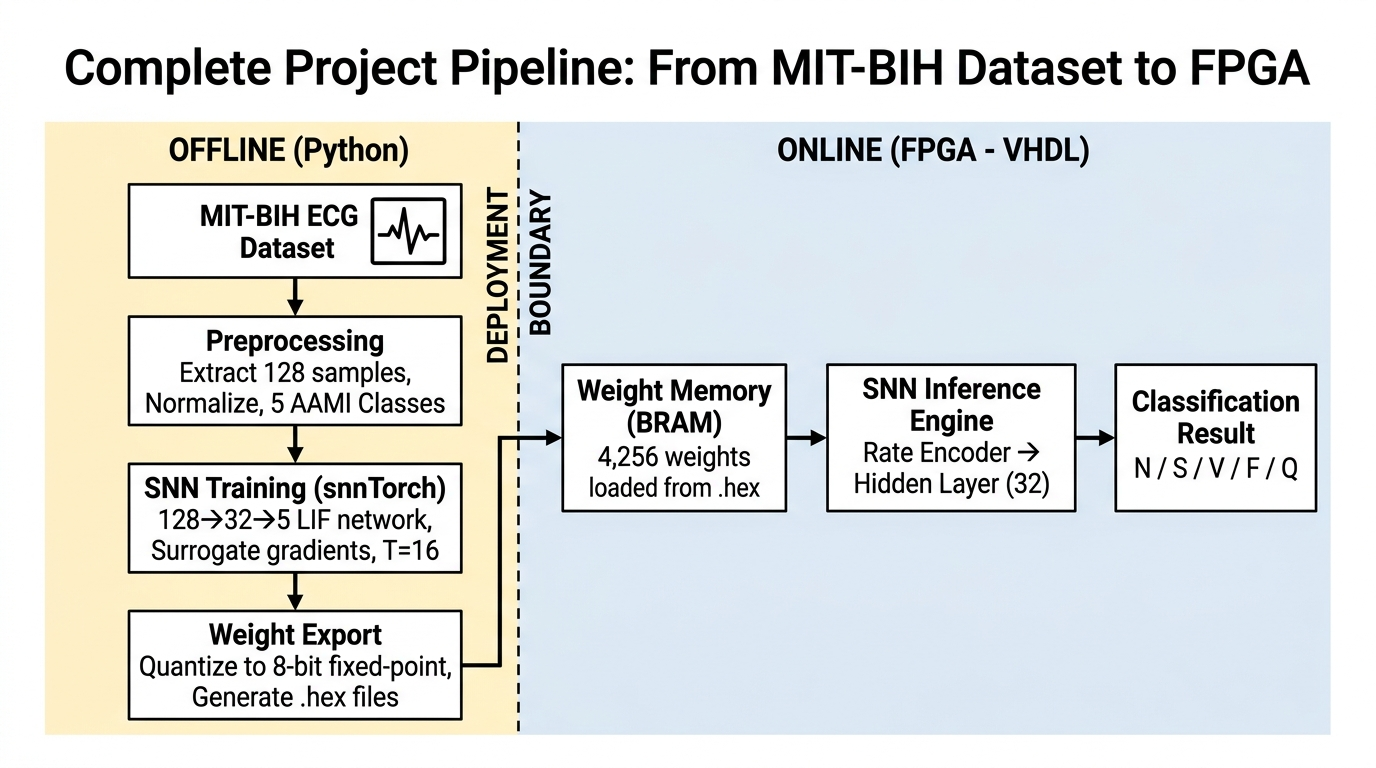 Complete Project Pipeline: From MIT-BIH Dataset to FPGA
OFFLINE (Python)
MIT-BIH ECG
Dataset
Preprocessing
Extract 128 samples,
Normalize, 5 AAMI Classes
SNN Training (snnTorch)
128→32→5 LIF network,
Surrogate gradients, T=16
Weight Export
Quantize to 8-bit fixed-point,
Generate .hex files
DEPLOYMENT
BOUNDARY
ONLINE (FPGA - VHDL)
Weight Memory
(BRAM)
4,256 weights
loaded from .hex
SNN Inference
Engine
Rate Encoder →
Hidden Layer (32)
Classification
Result
N / S / V / F / Q